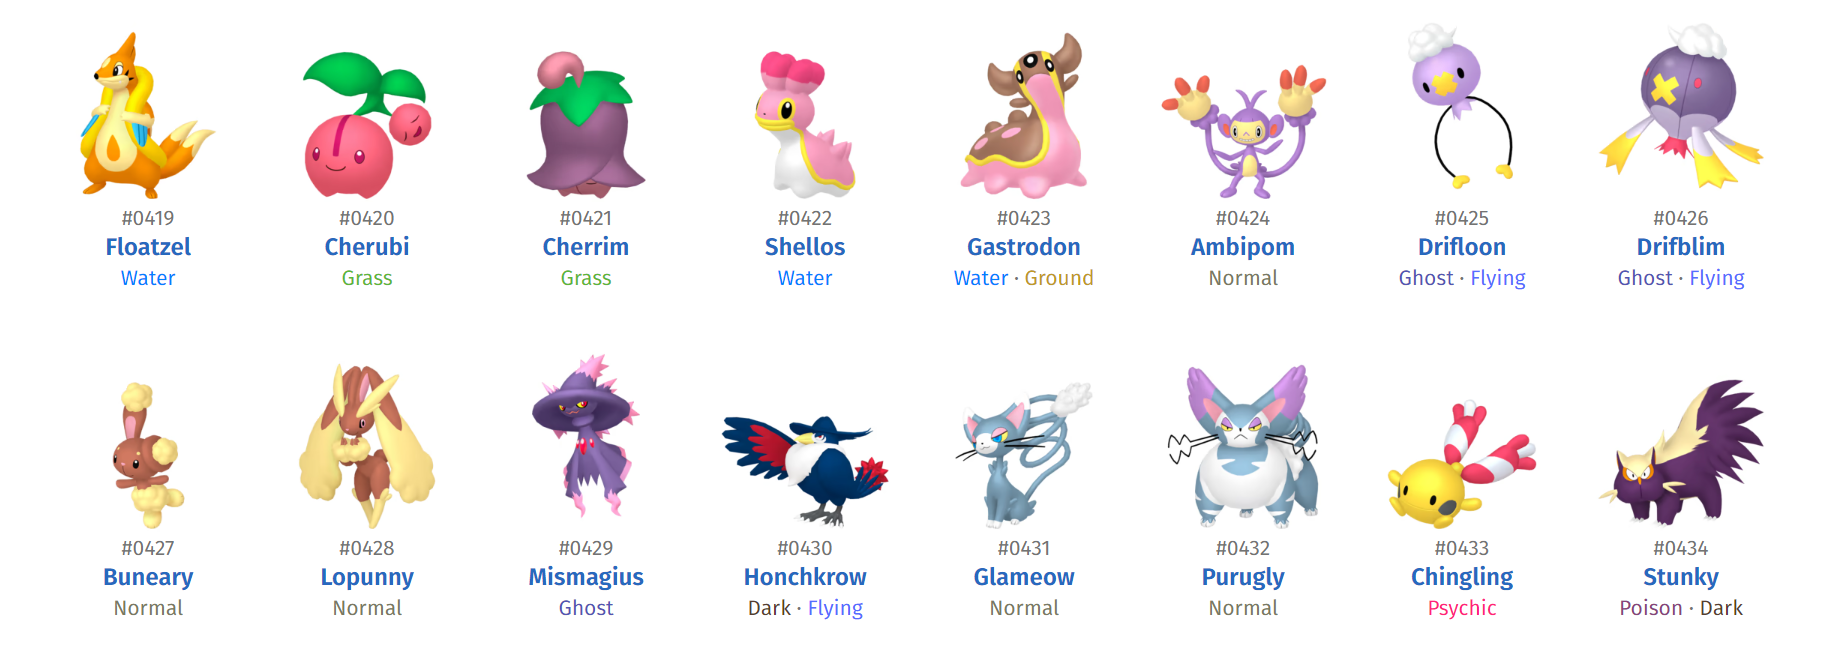 #0419 #0420 #0421 #0422 #0423 #0424 #0425 #0426
Floatzel Cherubi Cherrim Shellos Gastrodon Ambipom Drifloon Drifblim
Water Grass Grass Water Water · Ground Normal Ghost · Flying Ghost · Flying
#0427 #0428 #0429 #0430 #0431 #0432 #0433 #0434
Buneary Lopunny Mismagius Honchkrow Glameow Purugly Chingling Stunky
Normal Normal Ghost Dark · Flying Normal Normal Psychic Poison · Dark